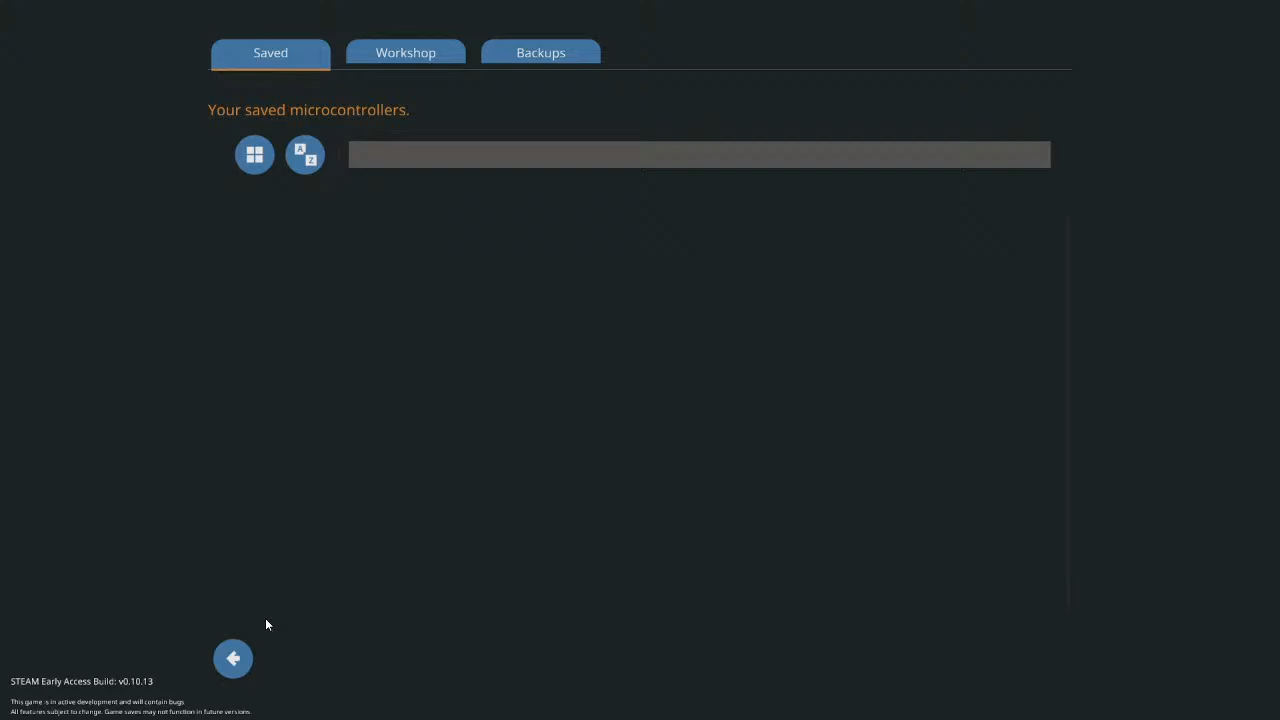 Saved
Workshop
Backups
Your saved microcontrollers.
A
Z
STEAM Early Access Build: v0.10.13
This game is in active development and will contain bugs
All features subject to change. Game saves may not function in future versions